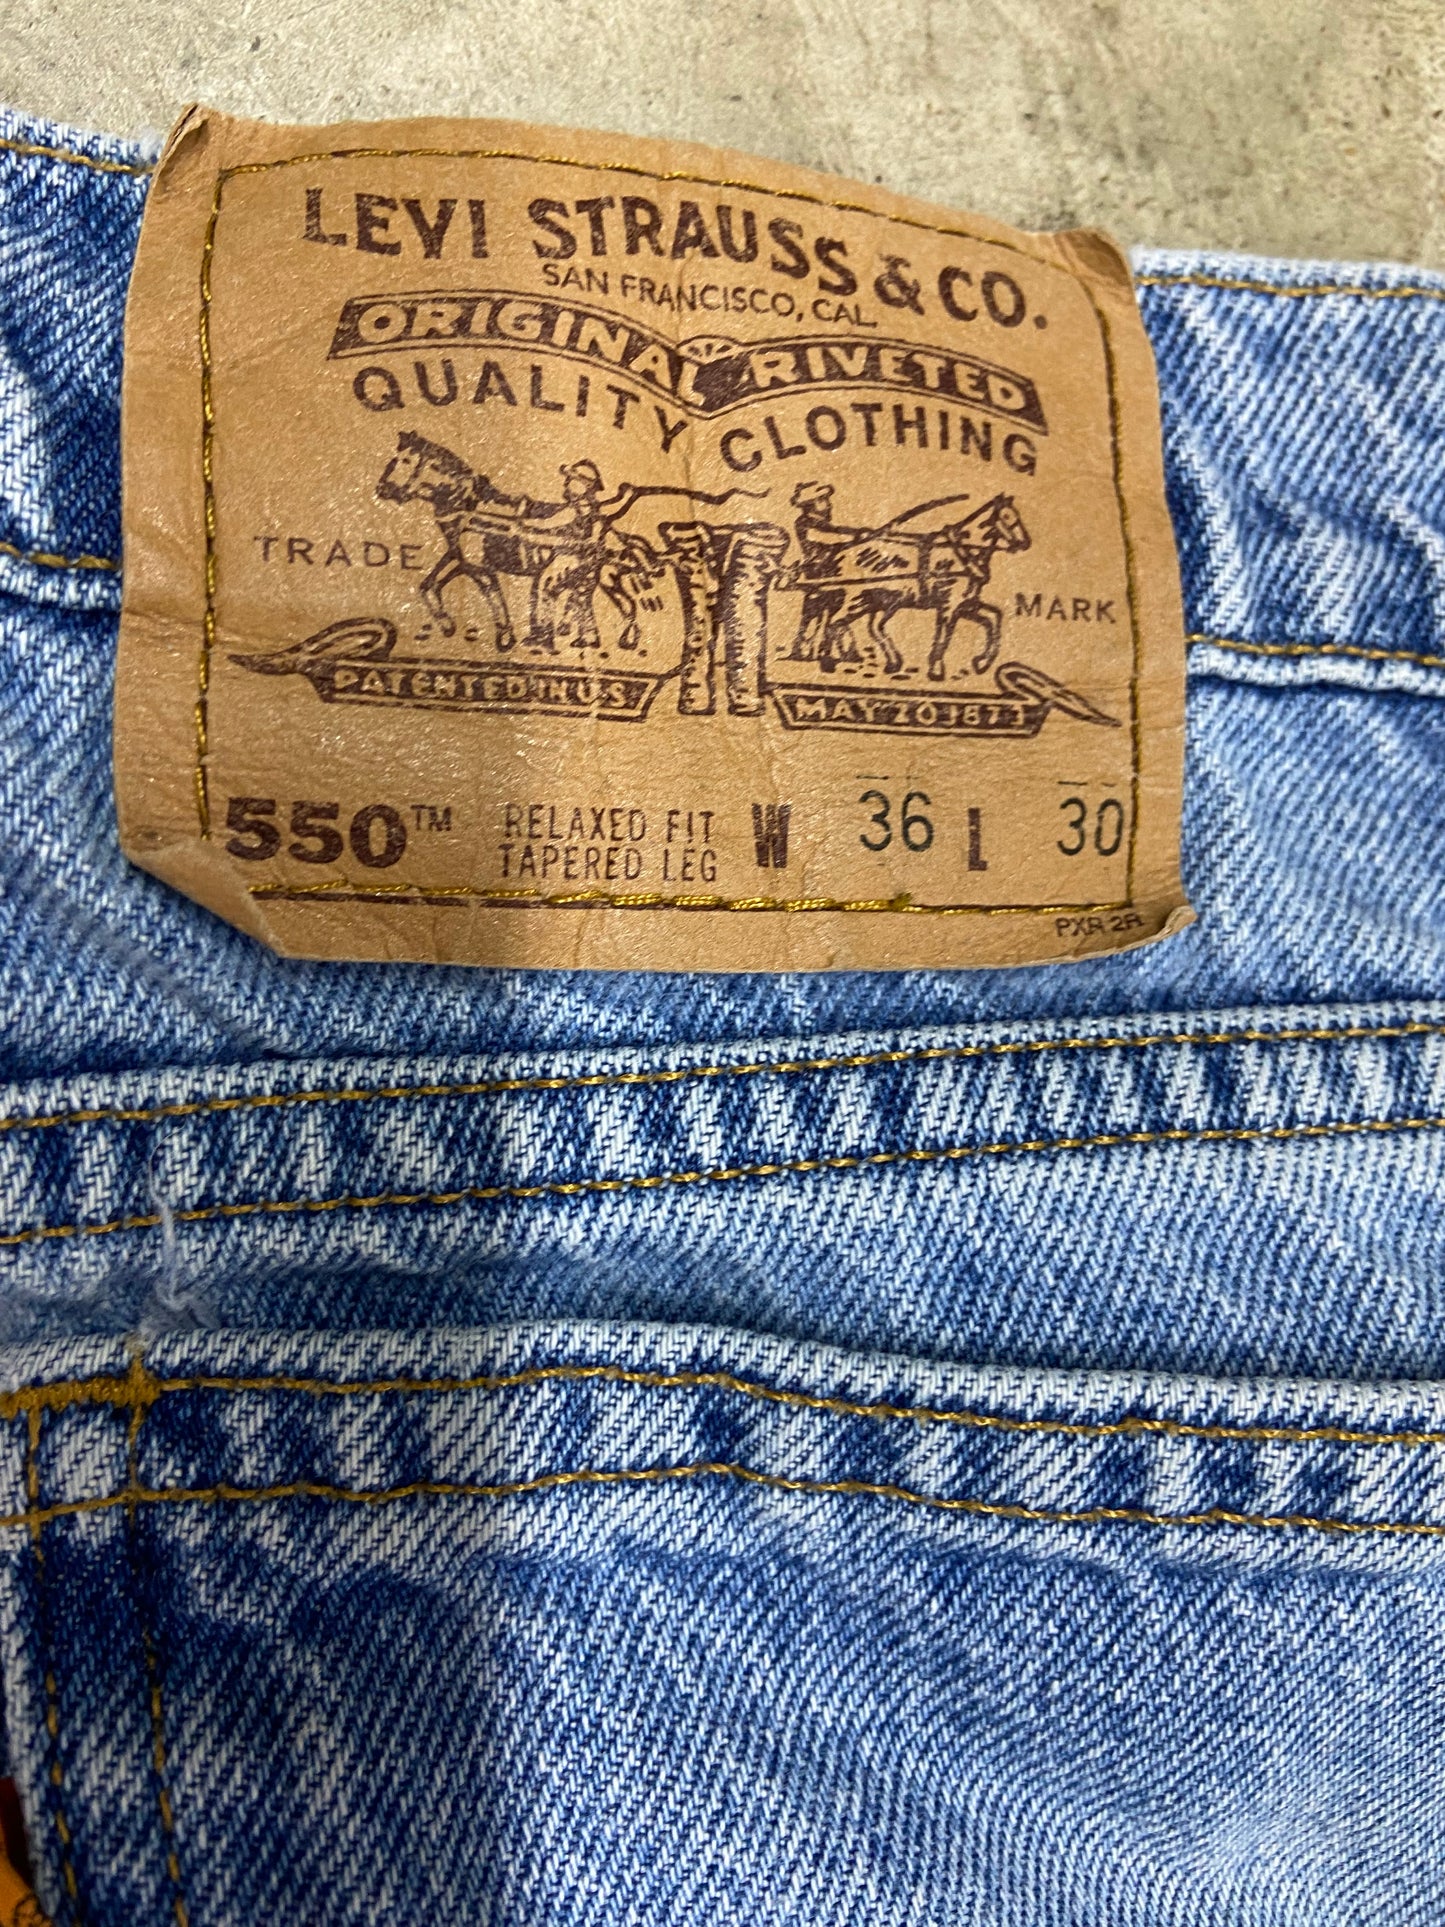 LEVI STRAUSS & CO.
SAN FRANCISCO, CAL.
ORIGINAL RIVETED
QUALITY CLOTHING
TRADE MARK
PATENTED IN U.S. MAY 20 1873
550™ RELAXED FIT W 36 L 30
TAPERED LEG
PXR 2R